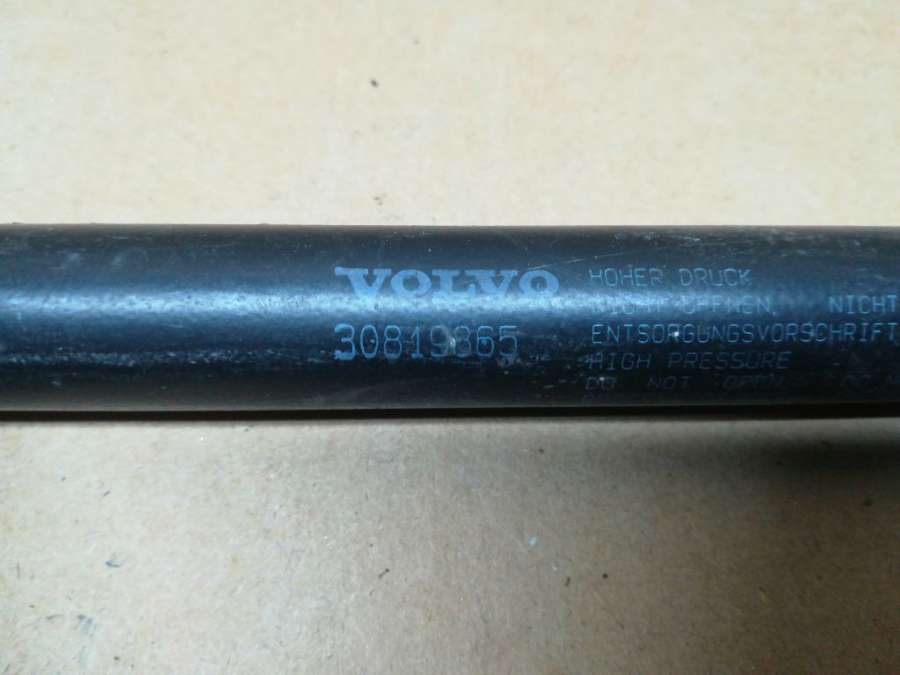 VOLVO
30819865
HOHER DRUCK
NICHT ÖFFNEN, NICHT
ENTSORGUNGSVORSCHRIFT
HIGH PRESSURE
DO NOT OPEN